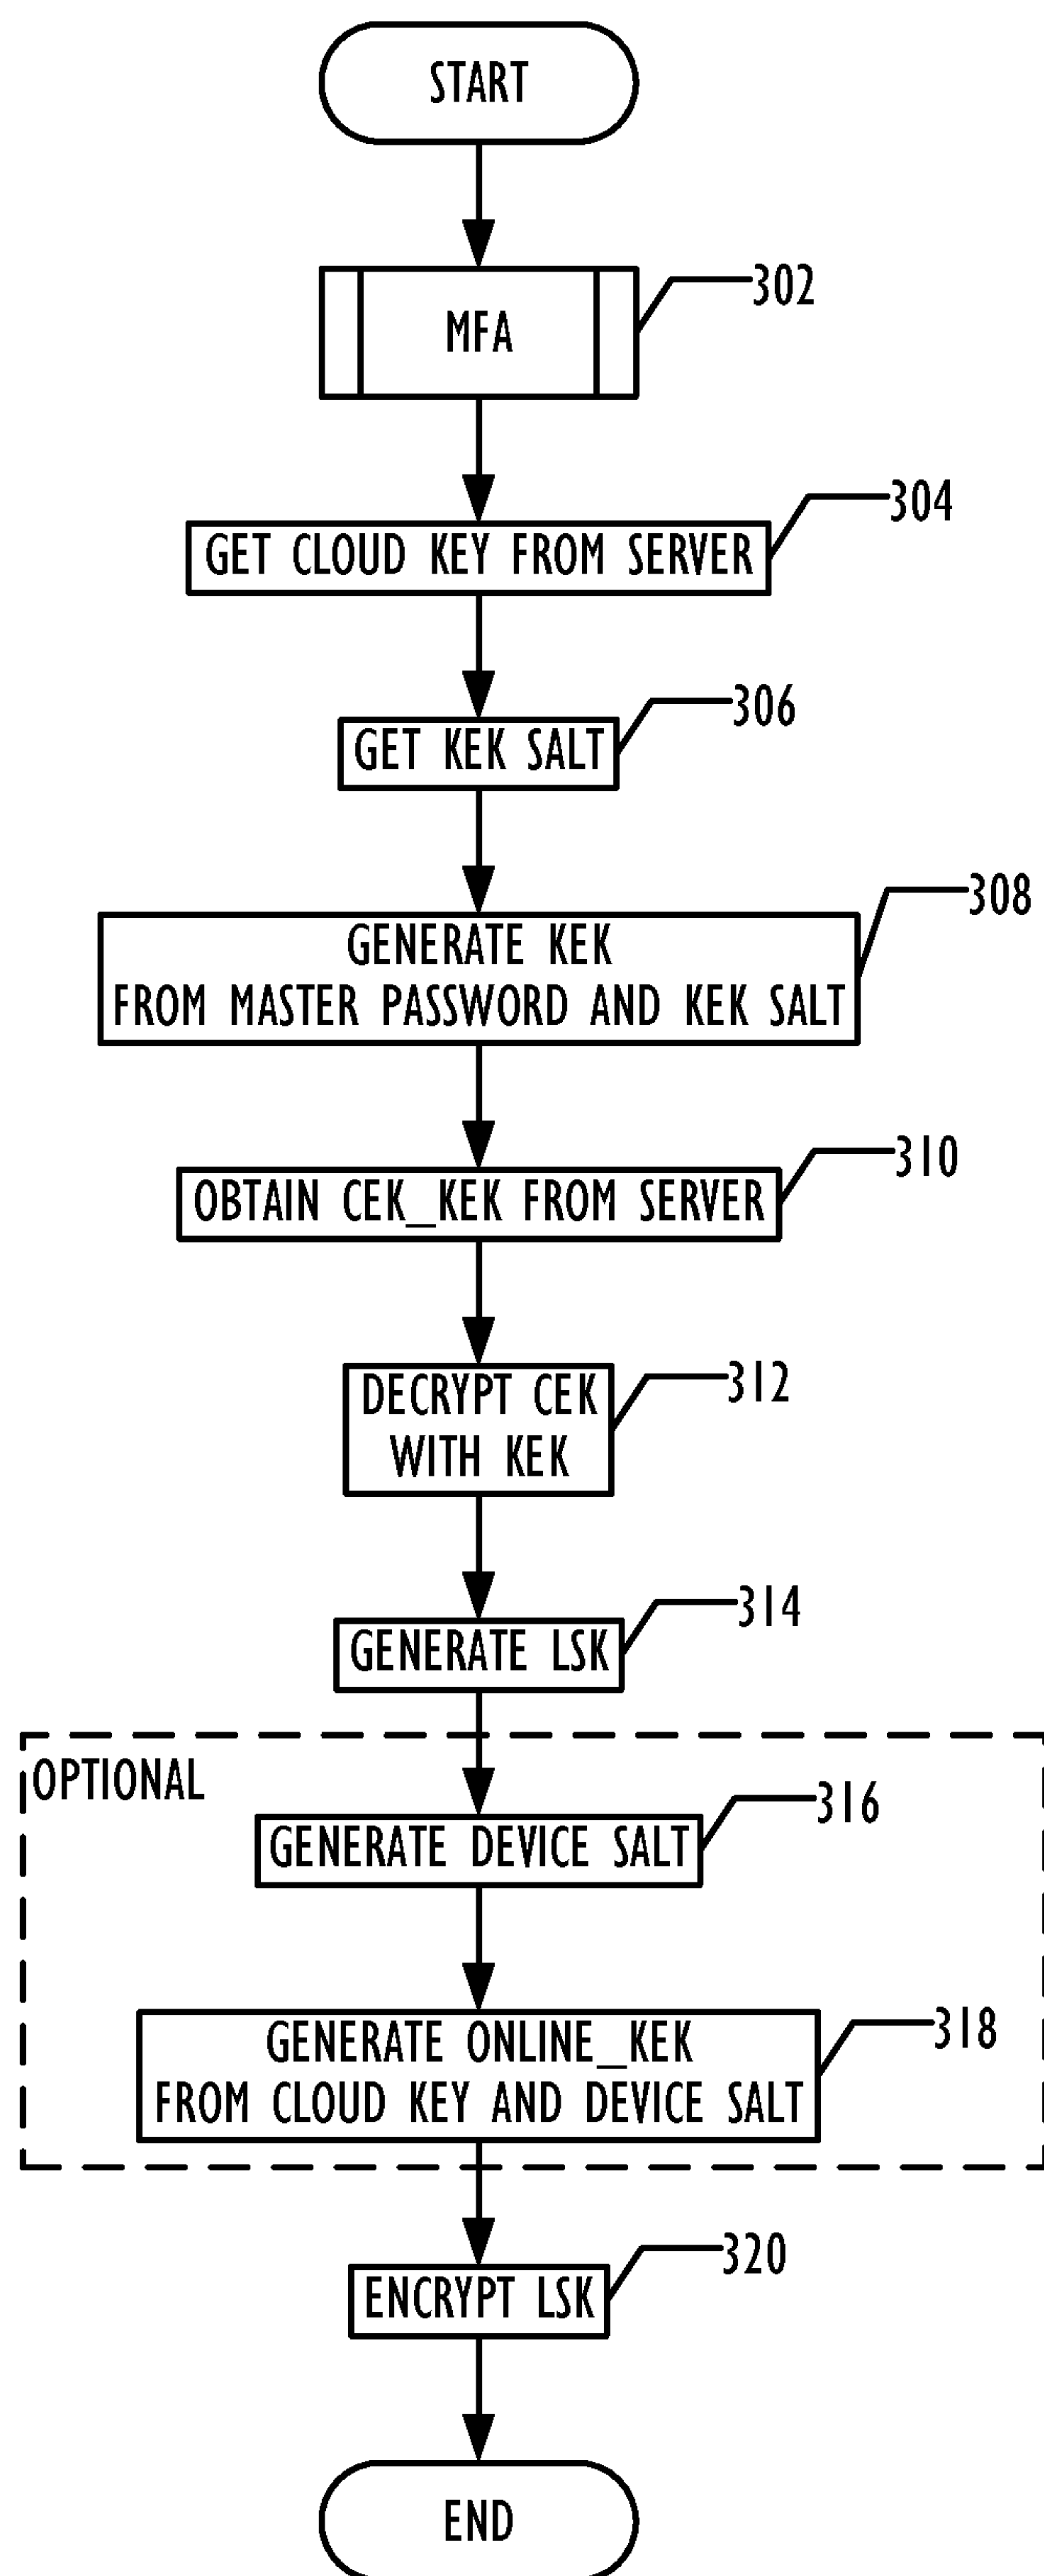 START
302
MFA
304
GET CLOUD KEY FROM SERVER
306
GET KEK SALT
308
GENERATE KEK
FROM MASTER PASSWORD AND KEK SALT
310
OBTAIN CEK_KEK FROM SERVER
312
DECRYPT CEK
WITH KEK
314
GENERATE LSK
OPTIONAL
316
GENERATE DEVICE SALT
318
GENERATE ONLINE_KEK
FROM CLOUD KEY AND DEVICE SALT
320
ENCRYPT LSK
END